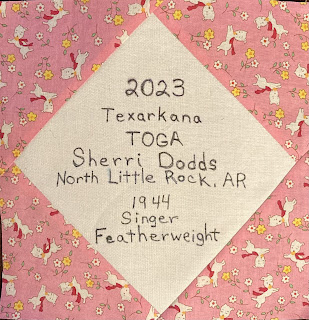 2023
Texarkana
TOGA
Sherri Dodds
North Little Rock, AR
1944
Singer
Featherweight